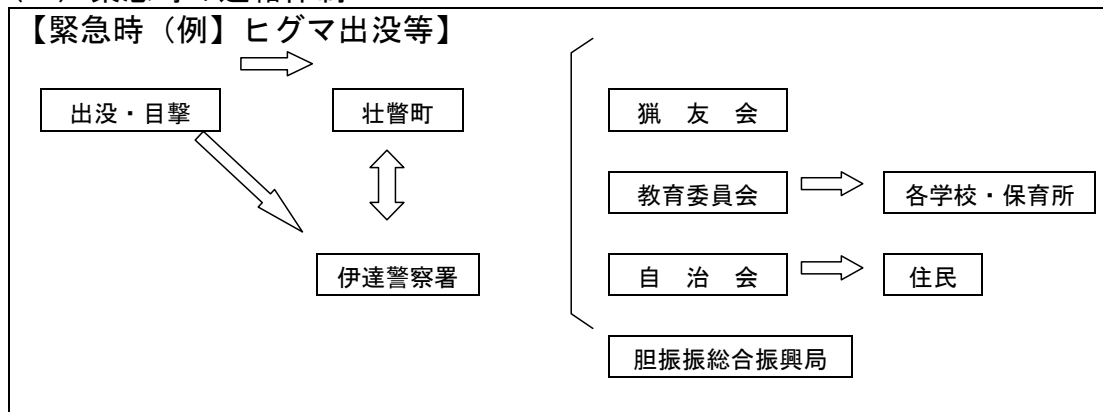 【緊急時（例】ヒグマ出没等】
出没・目撃
壮瞥町
伊達警察署
猟　友　会
教育委員会
各学校・保育所
自　治　会
住民
胆振振総合振興局